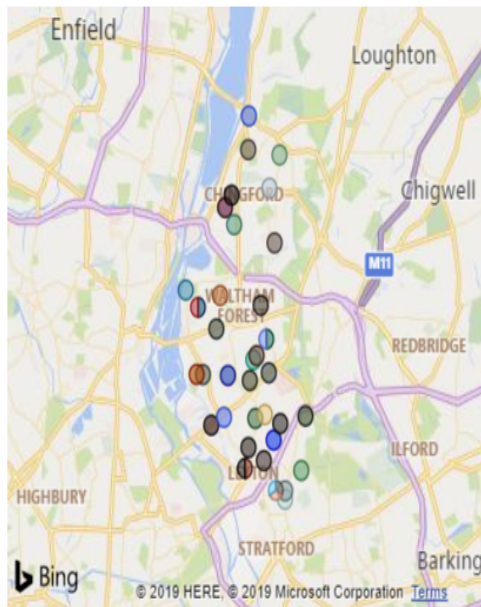 Enfield
Loughton
CHINGFORD
Chigwell
M11
WALTHAM
FOREST
REDBRIDGE
ILFORD
LEYTON
HIGHBURY
STRATFORD
Barking
Bing
© 2019 HERE, © 2019 Microsoft Corporation Terms